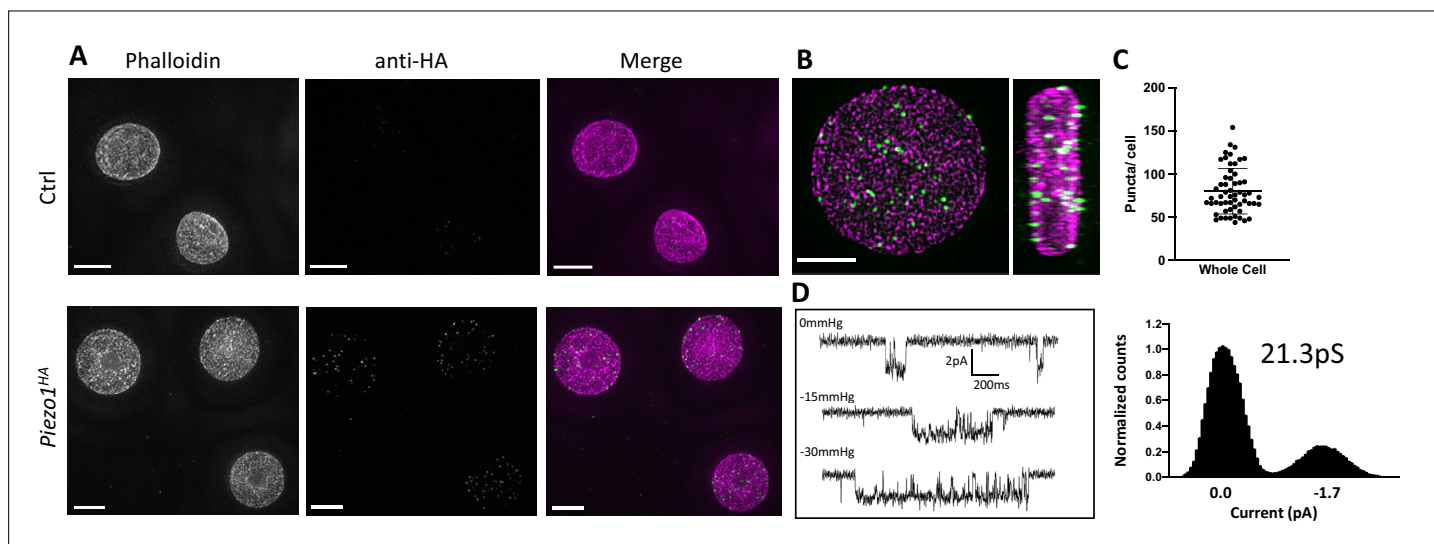 A
Phalloidin
anti-HA
Merge
Ctrl
Piezo1HA
B
C
200
150
100
50
0
Puncta/ cell
Whole Cell
D
0mmHg
2pA
200ms
-15mmHg
-30mmHg
1.2
1.0
0.8
0.6
0.4
0.2
0.0
Normalized counts
21.3pS
0.0 -1.7
Current (pA)